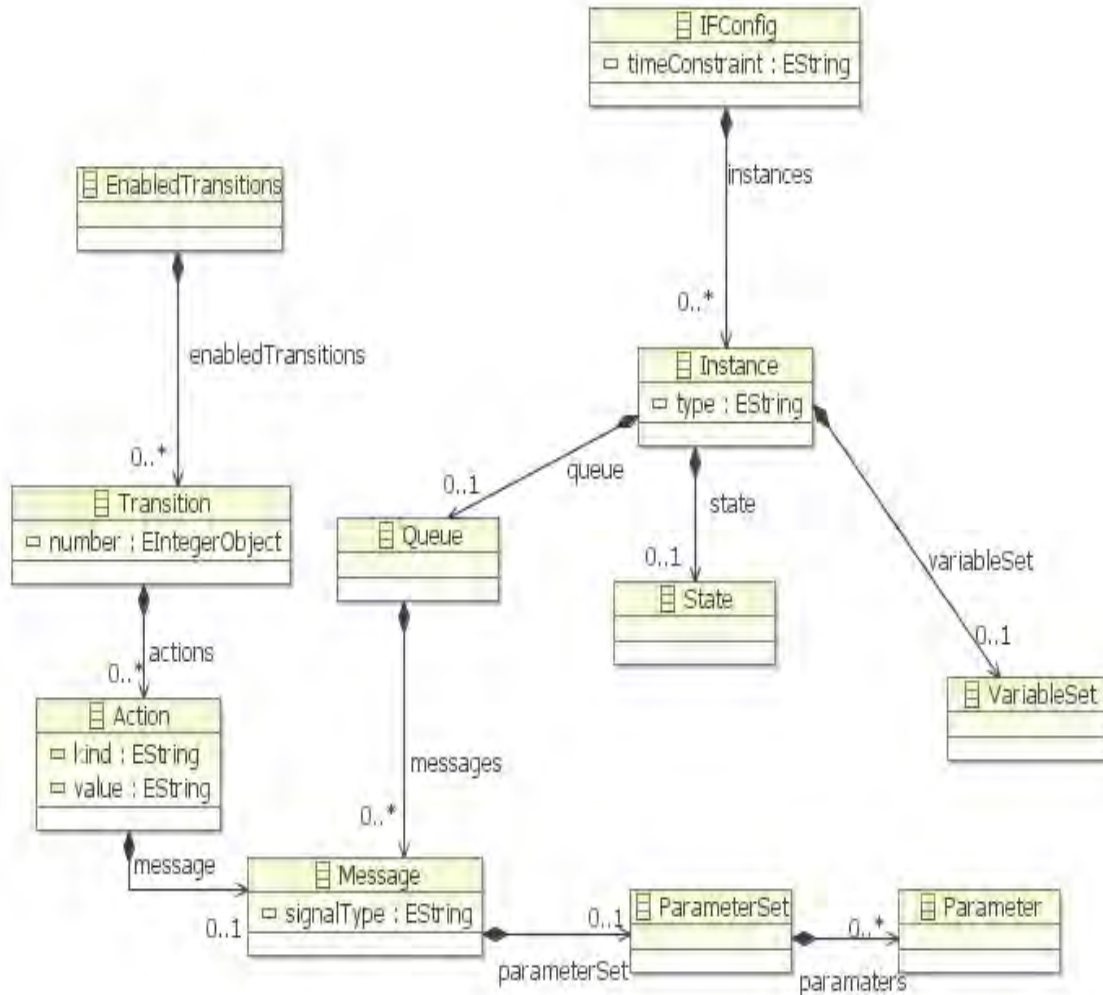 IFConfig
timeConstraint : EString
instances
0..*
EnabledTransitions
enabledTransitions
0..*
Instance
type : EString
queue
0..1
state
0..1
variableSet
0..1
Transition
number : EIntegerObject
actions
0..*
Queue
State
VariableSet
Action
kind : EString
value : EString
messages
0..*
message
0..1
Message
signalType : EString
parameterSet
0..1
ParameterSet
paramaters
0..*
Parameter